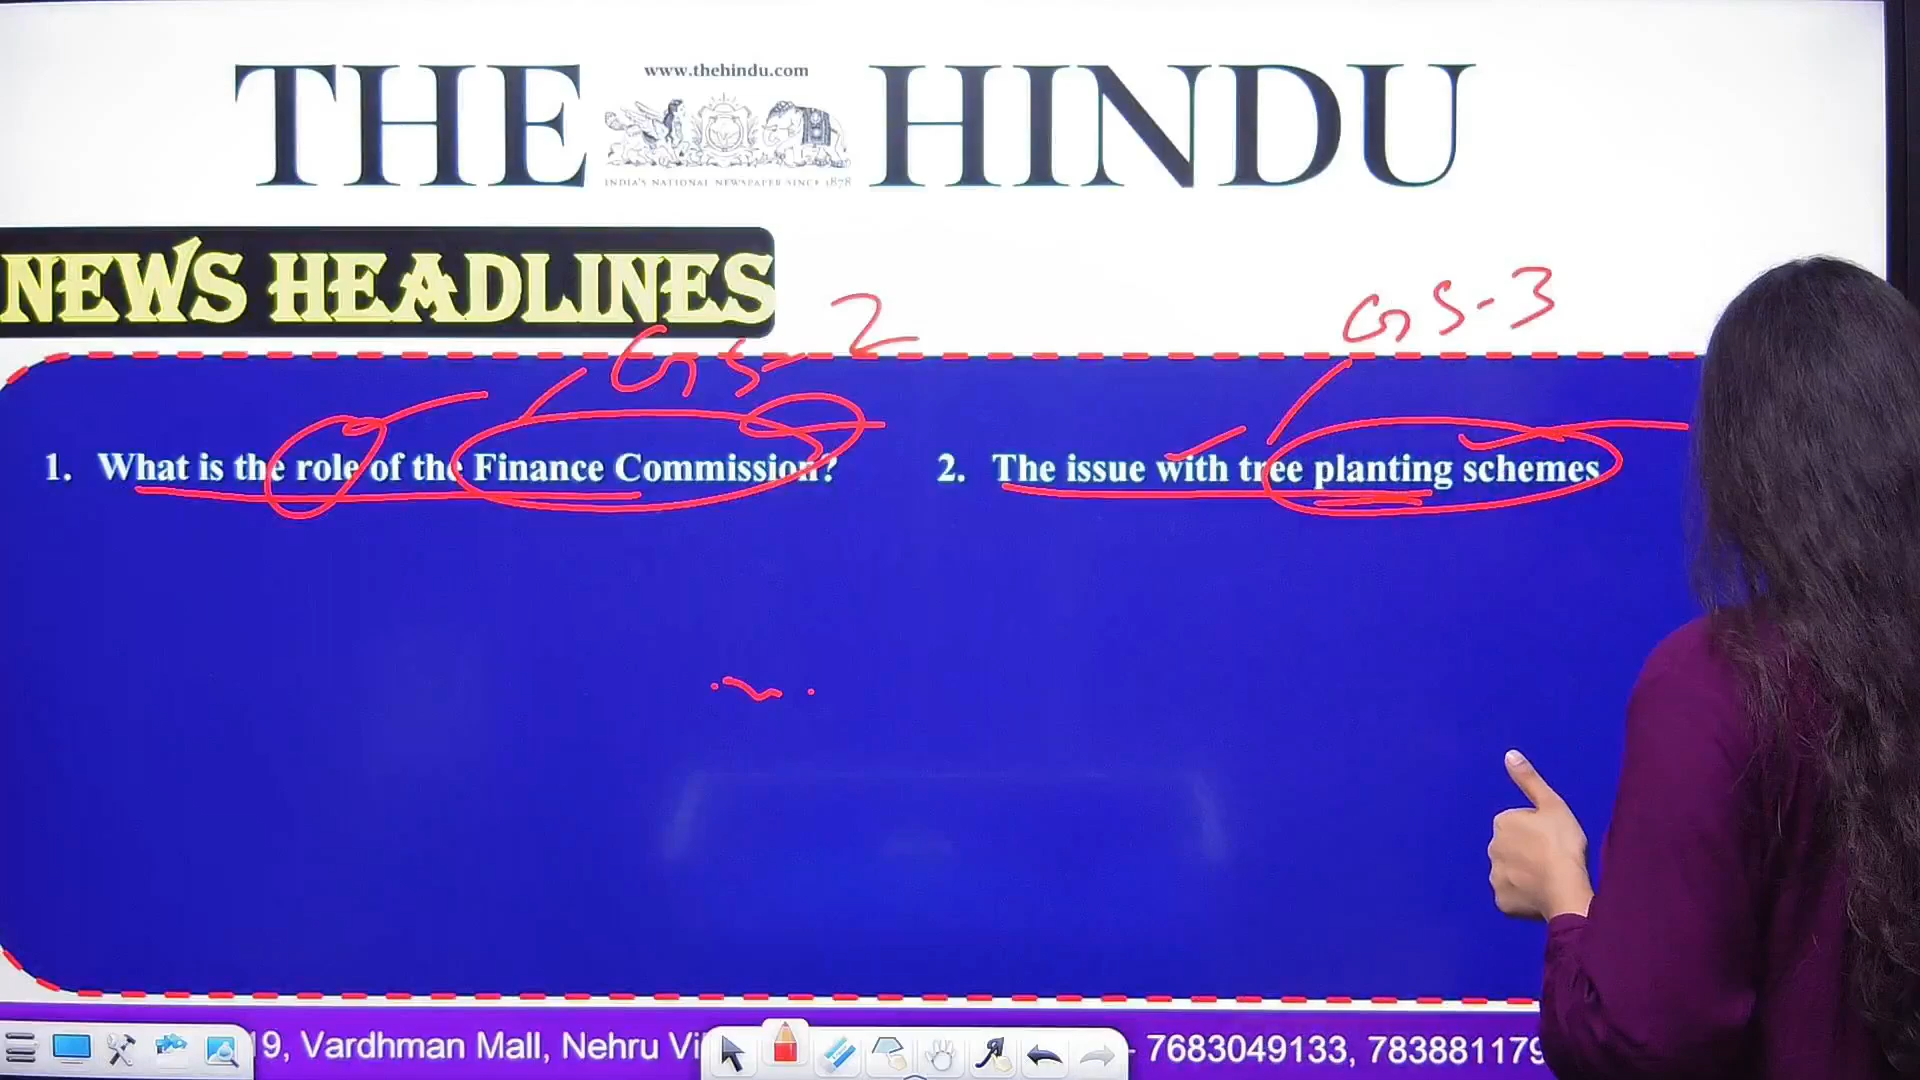 www.thehindu.com
THE HINDU
INDIA'S NATIONAL NEWSPAPER SINCE 1878
NEWS HEADLINES
GS-2
GS-3
1. What is the role of the Finance Commission?
2. The issue with tree planting schemes
19, Vardhman Mall, Nehru Vi
- 7683049133, 783881179